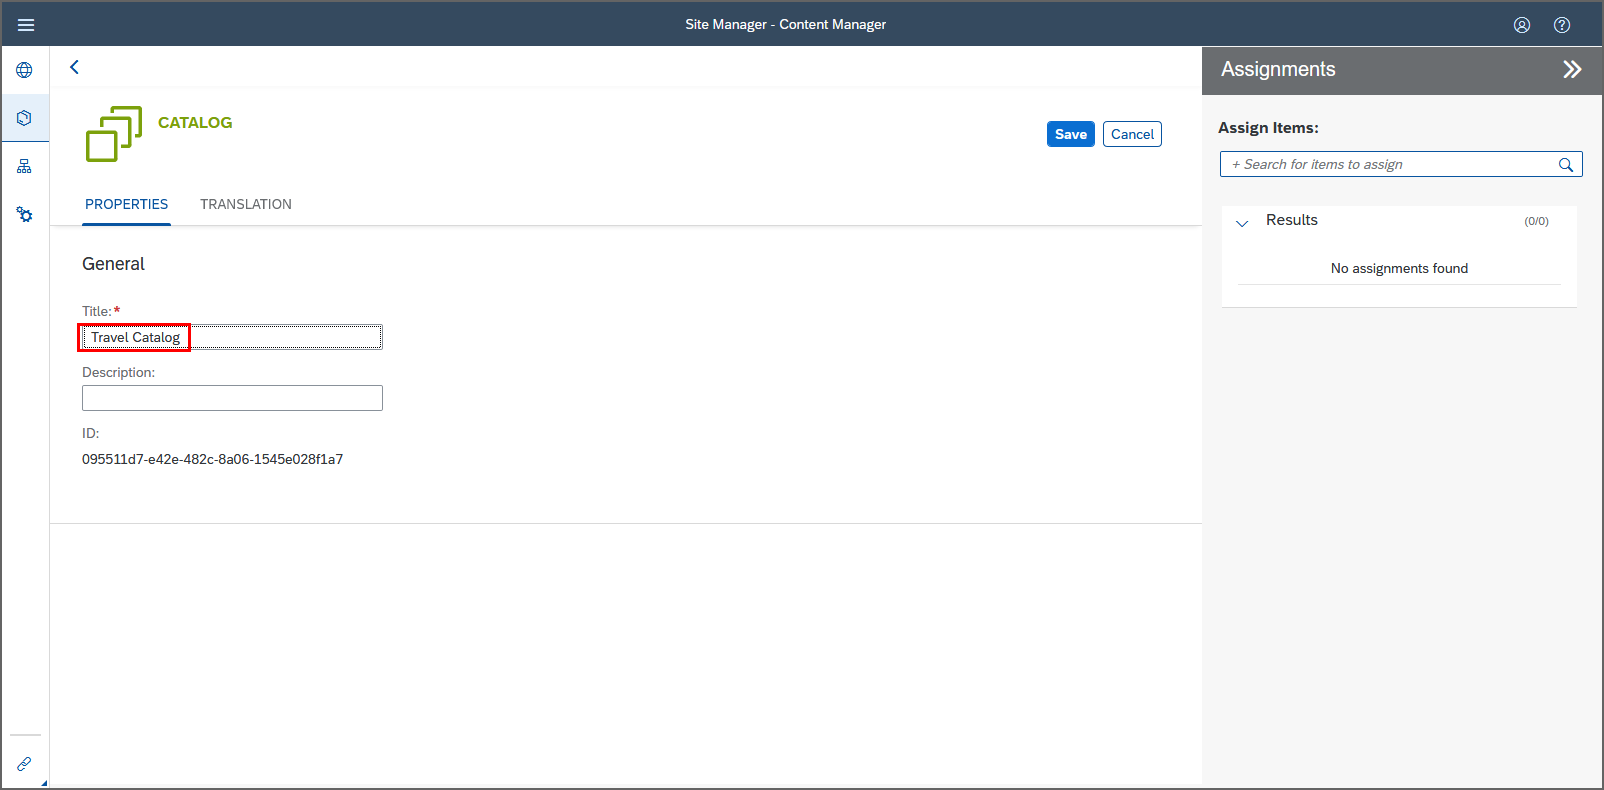 Site Manager - Content Manager
CATALOG
Save
Cancel
PROPERTIES
TRANSLATION
General
Title:*
Travel Catalog
Description:
ID:
095511d7-e42e-482c-8a06-1545e028f1a7
Assignments
Assign Items:
+ Search for items to assign
Results
(0/0)
No assignments found